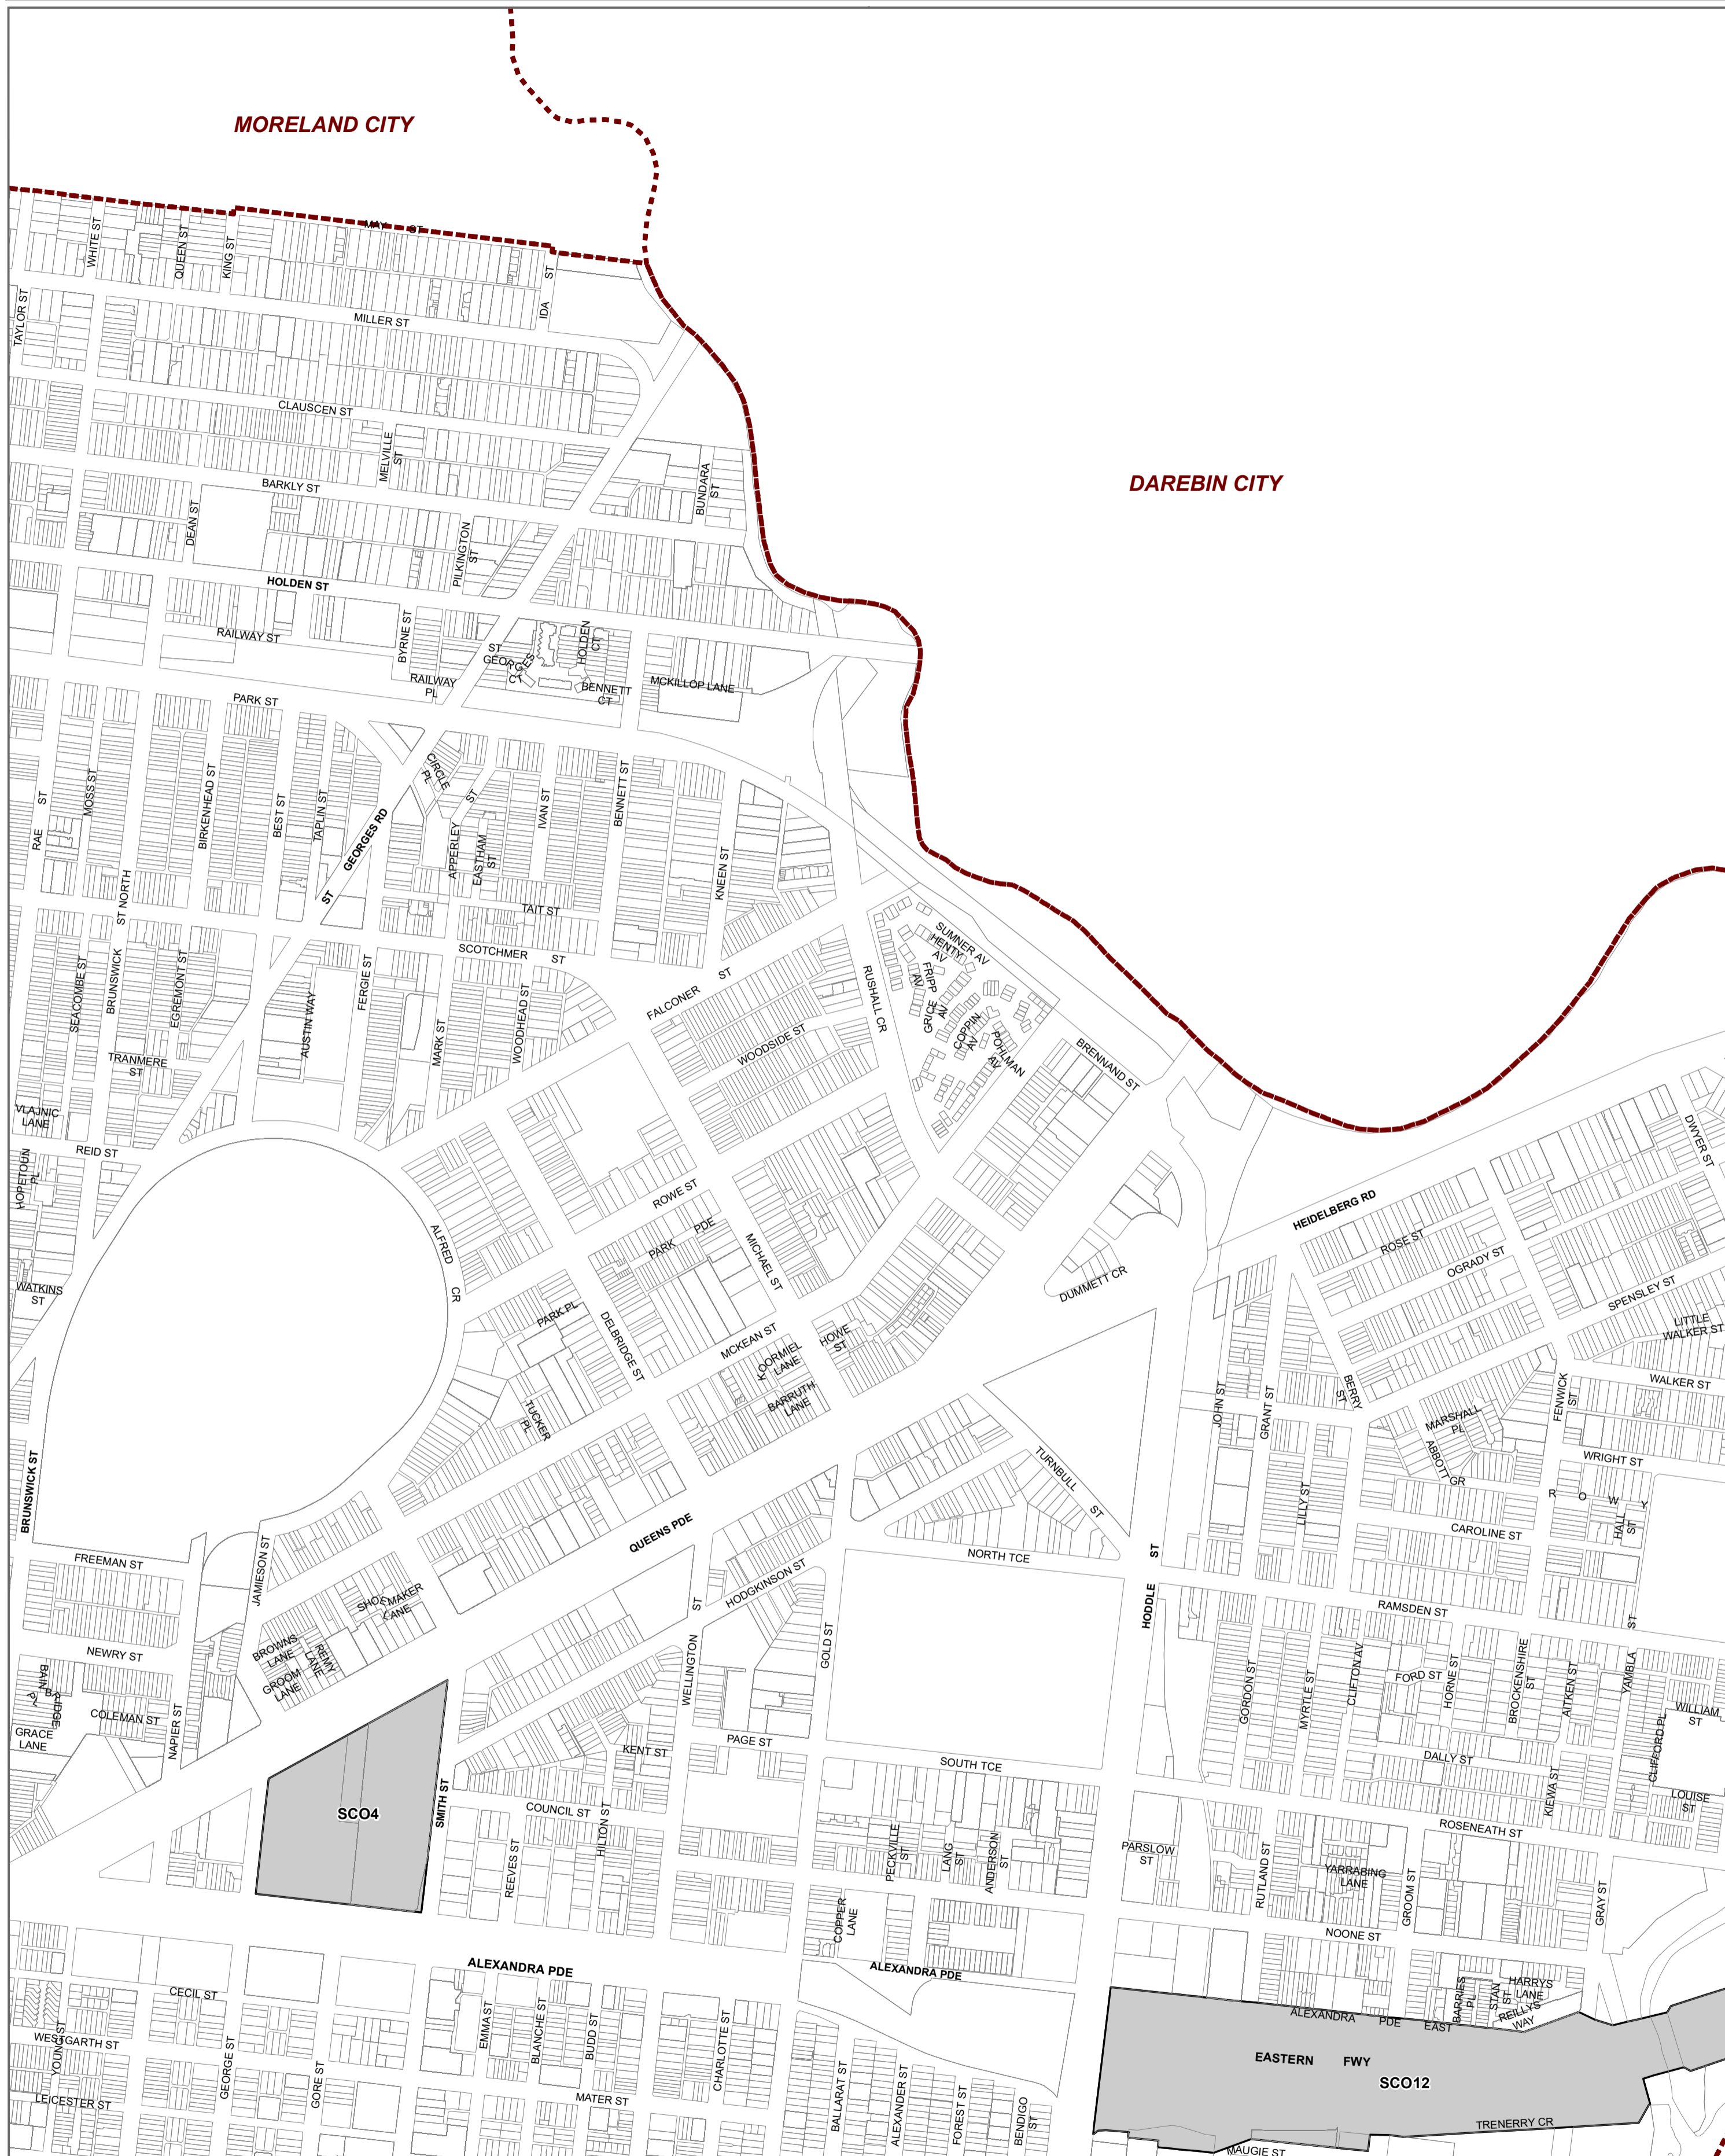 MORELAND CITY
WHITE ST
QUEEN ST
KING ST
MAY ST
IDA ST
TAYLOR ST
MILLER ST
CLAUSCEN ST
MELVILLE
ST
BUNDARA
ST
DAREBIN CITY
BARKLY ST
DEAN ST
PILKINGTON
ST
HOLDEN ST
RAILWAY ST
BYRNE ST
ST
GEORGES
CT
HOLDEN
CT
RAILWAY
PL
BENNETT
CT
MCKILLOP LANE
PARK ST
RAE ST
MOSS ST
BIRKENHEAD ST
BEST ST
TAPLIN ST
ST GEORGES RD
CIRCLE
PL
APPERLEY ST
EASTHAM
ST
IVAN ST
BENNETT ST
KNEEN ST
TAIT ST
SCOTCHMER ST
BRUNSWICK ST NORTH
SEACOMBE ST
EGREMONT ST
AUSTIN WAY
FERGIE ST
MARK ST
WOODHEAD ST
FALCONER ST
WOODSIDE ST
RUSHALL CR
SUMNER AV
HENTY
AV
FRIPP
AV
GRICE
AV
COPPIN
AV
POHLMAN
AV
BRENNAND ST
TRANMERE
ST
VLAJNIC
LANE
REID ST
HOPETOUN
PL
WATKINS
ST
ALFRED CR
ROWE ST
PARK PDE
MICHAEL ST
PARK PL
DELBRIDGE ST
MCKEAN ST
HOWE
ST
KOORMIEL
LANE
BARRUTH
LANE
TUCKER
PL
DUMMETT CR
HEIDELBERG RD
DWYER ST
ROSE ST
OGRADY ST
SPENSLEY ST
LITTLE
WALKER ST
WALKER ST
JOHN ST
GRANT ST
BERRY
ST
FENWICK
ST
MARSHALL
PL
ABBOTT
GR
WRIGHT ST
ROWY
HALL
ST
CAROLINE ST
LILLY ST
TURNBULL ST
NORTH TCE
HODDLE ST
BRUNSWICK ST
QUEENS PDE
FREEMAN ST
JAMIESON ST
SHOEMAKER
LANE
HODGKINSON ST
WELLINGTON ST
GOLD ST
RAMSDEN ST
NEWRY ST
BROWNS
LANE
REMY
LANE
GROOM
LANE
BAINBRIDGE
PL
COLEMAN ST
GRACE
LANE
NAPIER ST
GORDON ST
MYRTLE ST
CLIFTON AV
FORD ST
HORNE ST
BROCKENSHIRE
ST
AITKEN ST
YAMBLA ST
WILLIAM
ST
CLIFFORD PL
DALLY ST
KIEWA ST
LOUISE
ST
KENT ST
PAGE ST
SOUTH TCE
SCO4
SMITH ST
COUNCIL ST
HILTON ST
REEVES ST
PECKVILLE
ST
LANG
ST
ANDERSON
ST
PARSLOW
ST
ROSENEATH ST
YARRABING
LANE
RUTLAND ST
GROOM ST
GRAY ST
COPPER
LANE
NOONE ST
ALEXANDRA PDE
ALEXANDRA PDE
CECIL ST
WESTGARTH ST
YOUNG ST
GEORGE ST
GORE ST
LEICESTER ST
EMMA ST
BLANCHE ST
BUDD ST
CHARLOTTE ST
MATER ST
BALLARAT ST
ALEXANDER ST
FOREST ST
BENDIGO
ST
ALEXANDRA PDE EAST
BARRIES
PL
STAN
ST
HARRYS
LANE
REILLYS
WAY
EASTERN FWY
SCO12
TRENERRY CR
MAUGIE ST